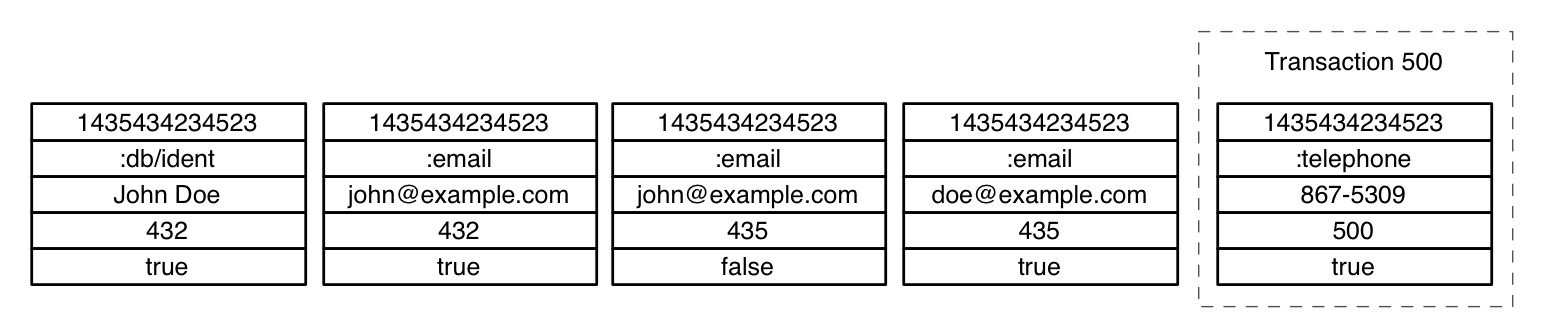 Transaction 500
1435434234523
:db/ident
John Doe
432
true
1435434234523
:email
john@example.com
432
true
1435434234523
:email
john@example.com
435
false
1435434234523
:email
doe@example.com
435
true
1435434234523
:telephone
867-5309
500
true